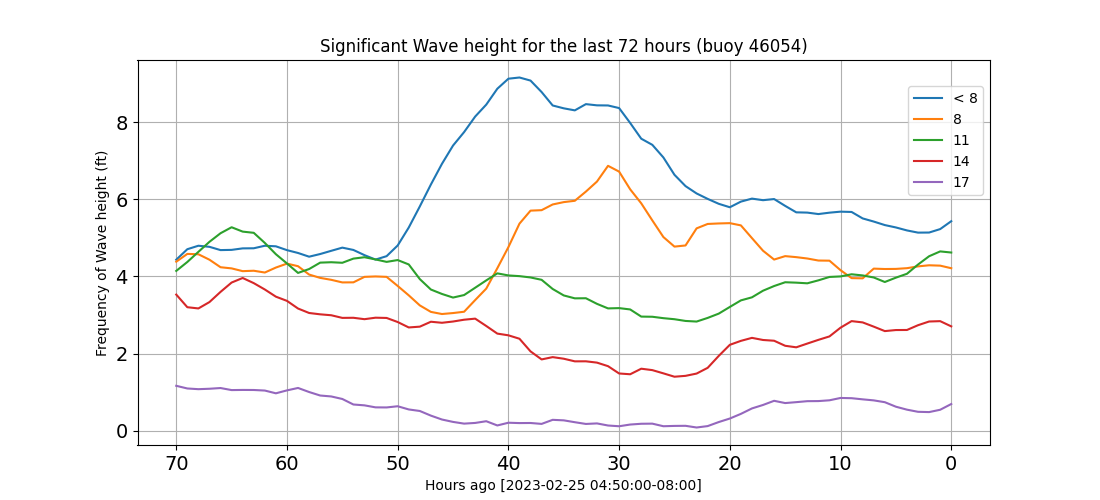 Significant Wave height for the last 72 hours (buoy 46054)
Frequency of Wave height (ft)
8
6
4
2
0
< 8
8
11
14
17
70 60 50 40 30 20 10 0
Hours ago [2023-02-25 04:50:00-08:00]